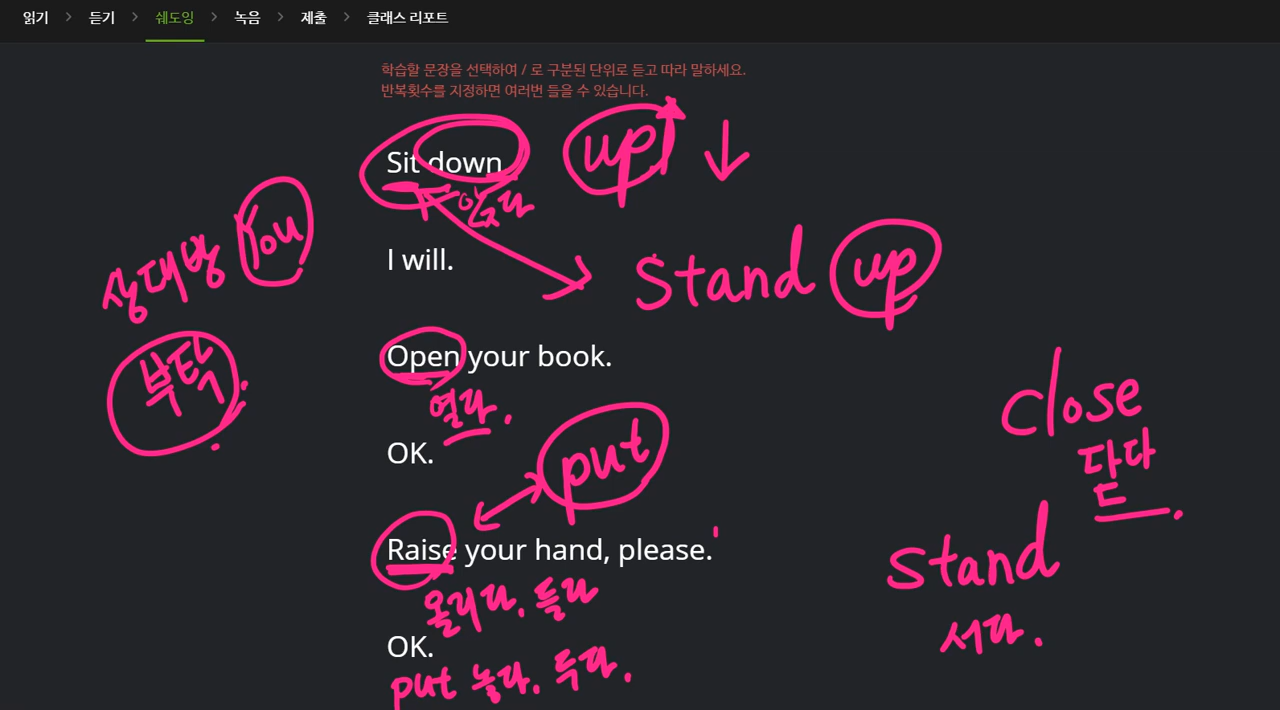 읽기 > 듣기 > 쉐도잉 > 녹음 > 제출 > 클래스 리포트
학습할 문장을 선택하여 / 로 구분된 단위로 듣고 따라 말하세요.
반복횟수를 지정하면 여러번 들을 수 있습니다.
Sit down up
앉다
상대방 You
I will.
Stand up
부탁.
Open your book.
열다.
close
닫다.
OK.
put
Raise your hand, please.
올리다, 들다
Stand
서다.
OK.
put 놓다. 두다.